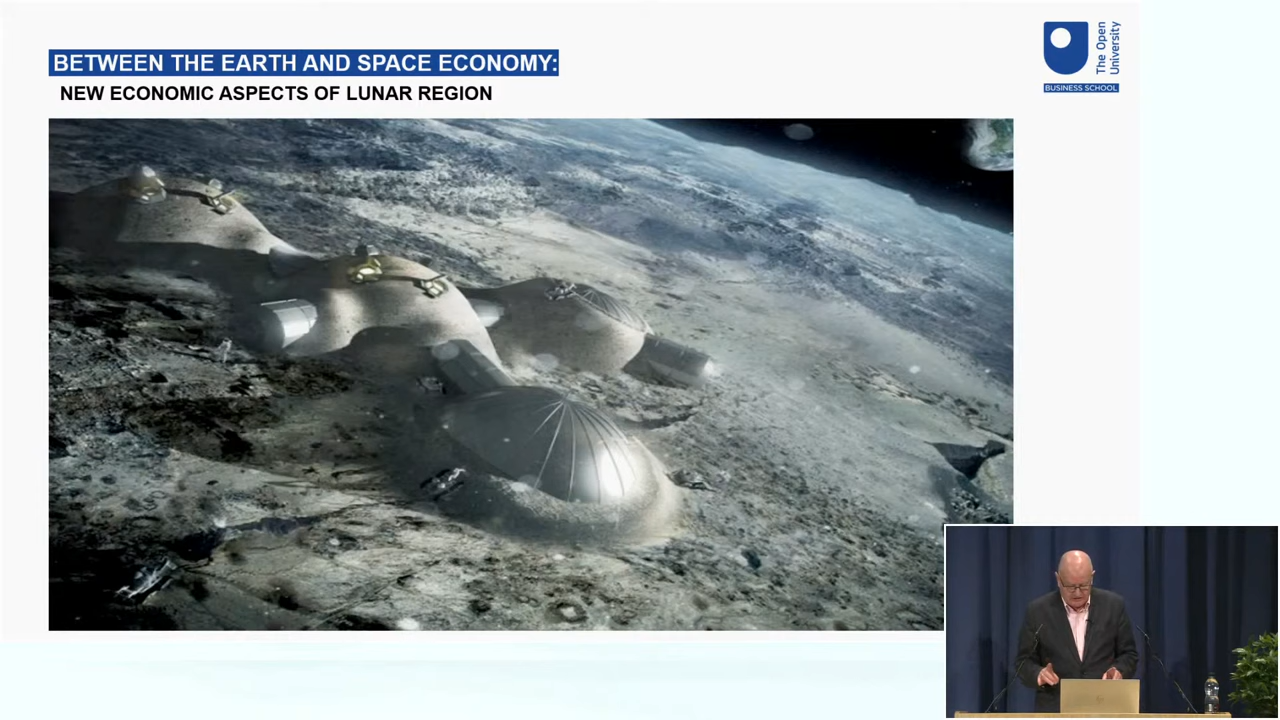 BETWEEN THE EARTH AND SPACE ECONOMY:
NEW ECONOMIC ASPECTS OF LUNAR REGION
The Open
University
BUSINESS SCHOOL